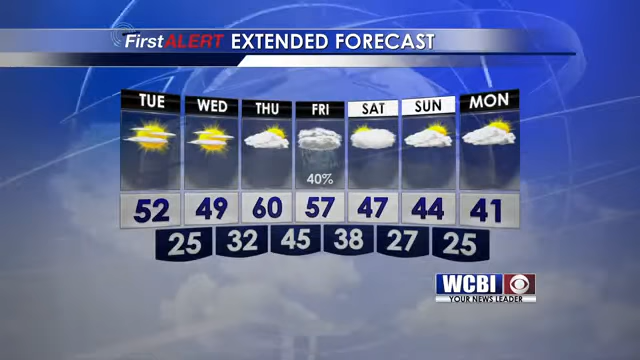 FirstALERT EXTENDED FORECAST
TUE WED THU FRI SAT SUN MON
40%
52 49 60 57 47 44 41
25 32 45 38 27 25
WCBI
YOUR NEWS LEADER